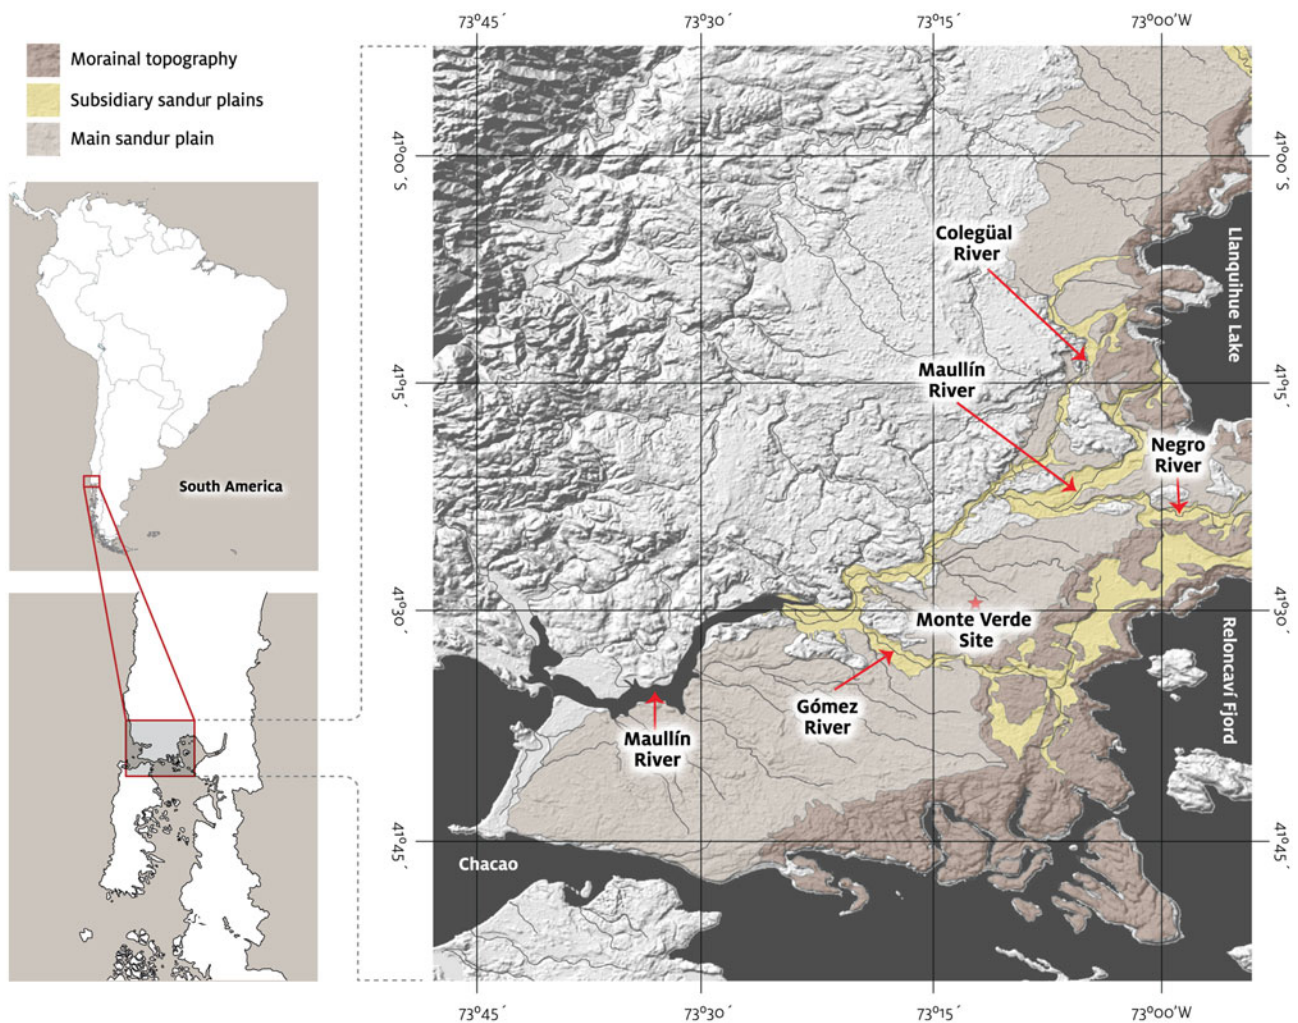 73°45´
73°30´
73°15´
73°00´W
Morainal topography
Subsidiary sandur plains
Main sandur plain
41°00´S
41°00´S
Colegüal
River
Llanquihue Lake
Maullín
River
41°15´
41°15´
Negro
River
South America
41°30´
41°30´
Monte Verde
Site
Reloncaví Fjord
Gómez
River
Maullín
River
41°45´
41°45´
Chacao
73°45´
73°30´
73°15´
73°00´W